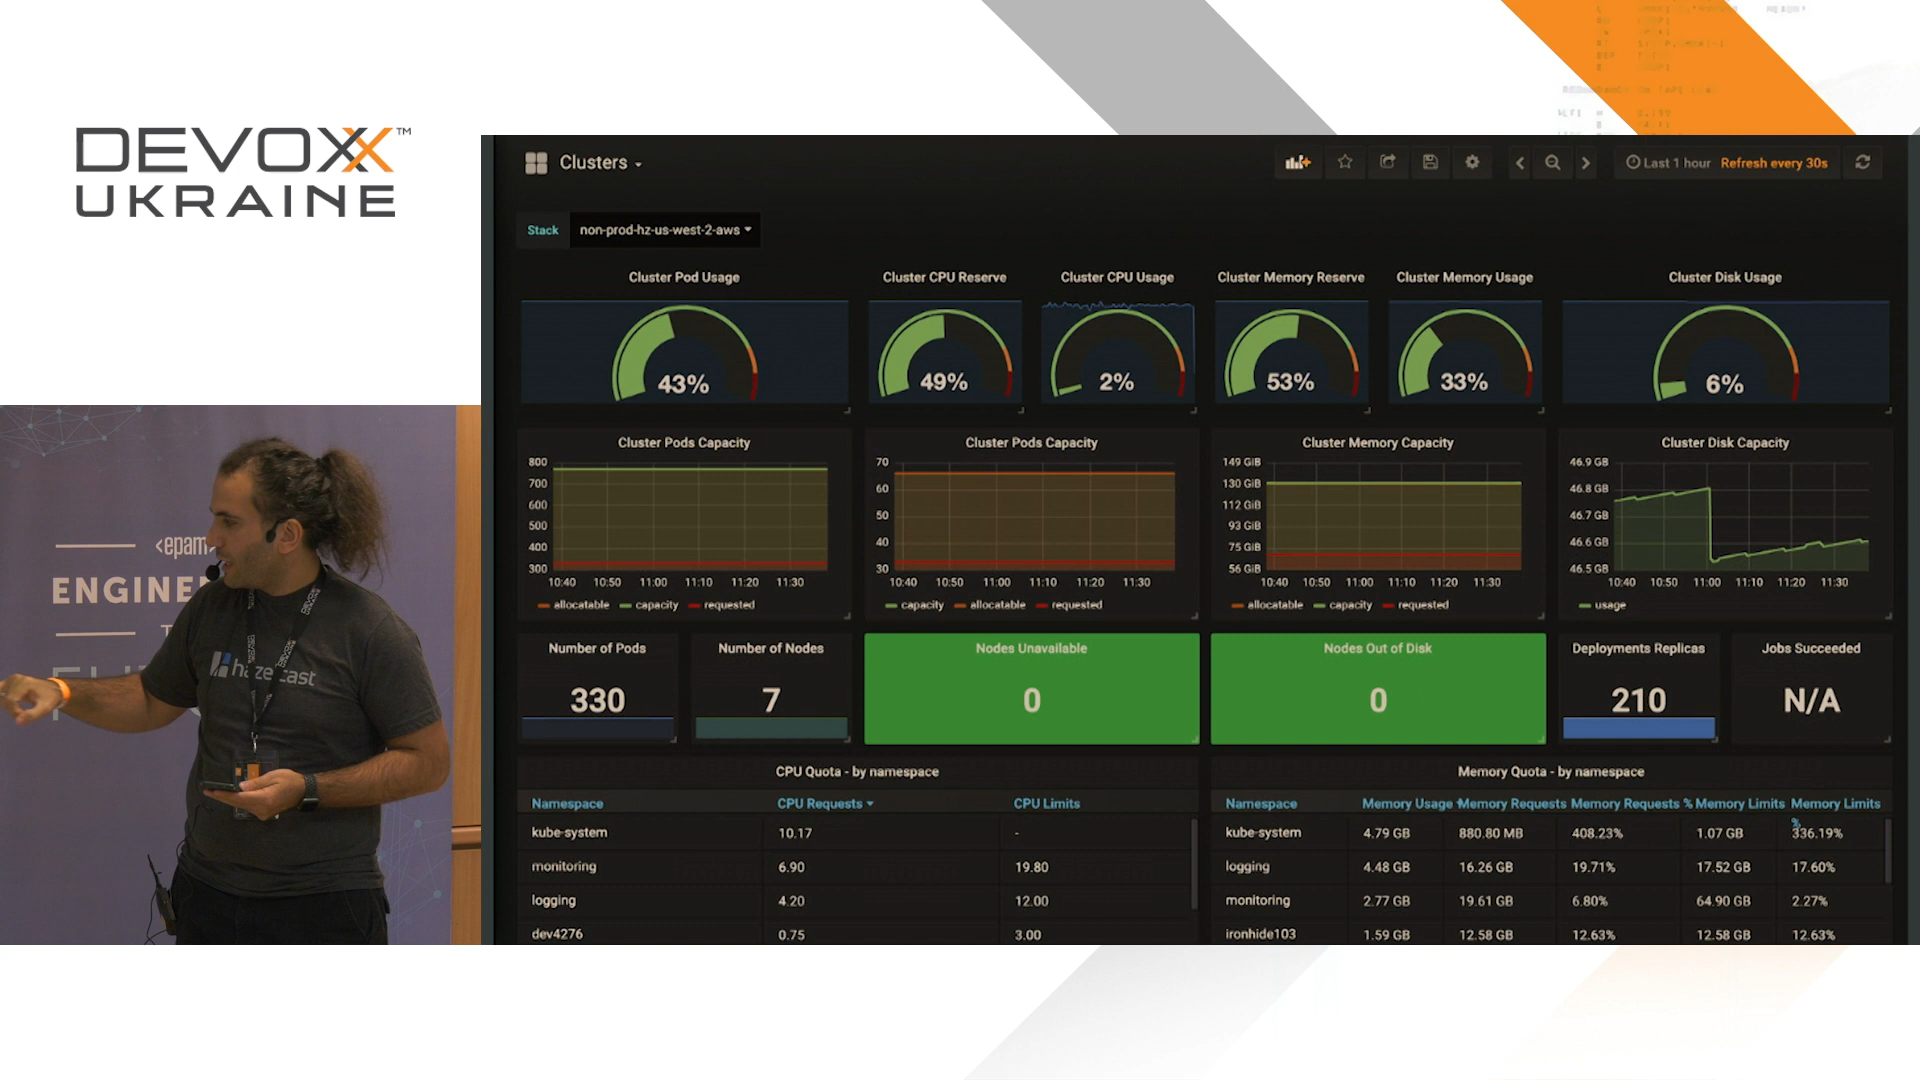 DEVOXX™
UKRAINE
Clusters
Last 1 hour Refresh every 30s
Stack non-prod-hz-us-west-2-aws
Cluster Pod Usage Cluster CPU Reserve Cluster CPU Usage Cluster Memory Reserve Cluster Memory Usage Cluster Disk Usage
43% 49% 2% 53% 33% 6%
Cluster Pods Capacity
800
700
600
500
400
300
10:40 10:50 11:00 11:10 11:20 11:30
allocatable capacity requested
Cluster Pods Capacity
70
60
50
40
30
10:40 10:50 11:00 11:10 11:20 11:30
capacity allocatable requested
Cluster Memory Capacity
149 GiB
130 GiB
112 GiB
93 GiB
75 GiB
56 GiB
10:40 10:50 11:00 11:10 11:20 11:30
allocatable capacity requested
Cluster Disk Capacity
46.9 GB
46.8 GB
46.7 GB
46.6 GB
46.5 GB
10:40 10:50 11:00 11:10 11:20 11:30
usage
Number of Pods Number of Nodes Nodes Unavailable Nodes Out of Disk Deployments Replicas Jobs Succeeded
330 7 0 0 210 N/A
CPU Quota - by namespace
Namespace CPU Requests CPU Limits
kube-system 10.17 -
monitoring 6.90 19.80
logging 4.20 12.00
dev4276 0.75 3.00
Memory Quota - by namespace
Namespace Memory Usage Memory Requests Memory Requests % Memory Limits Memory Limits %
kube-system 4.79 GB 880.80 MB 408.23% 1.07 GB 336.19%
logging 4.48 GB 16.26 GB 19.71% 17.52 GB 17.60%
monitoring 2.77 GB 19.61 GB 6.80% 64.90 GB 2.27%
ironhide103 1.59 GB 12.58 GB 12.63% 12.58 GB 12.63%
<epam>
ENGINE
hazelcast